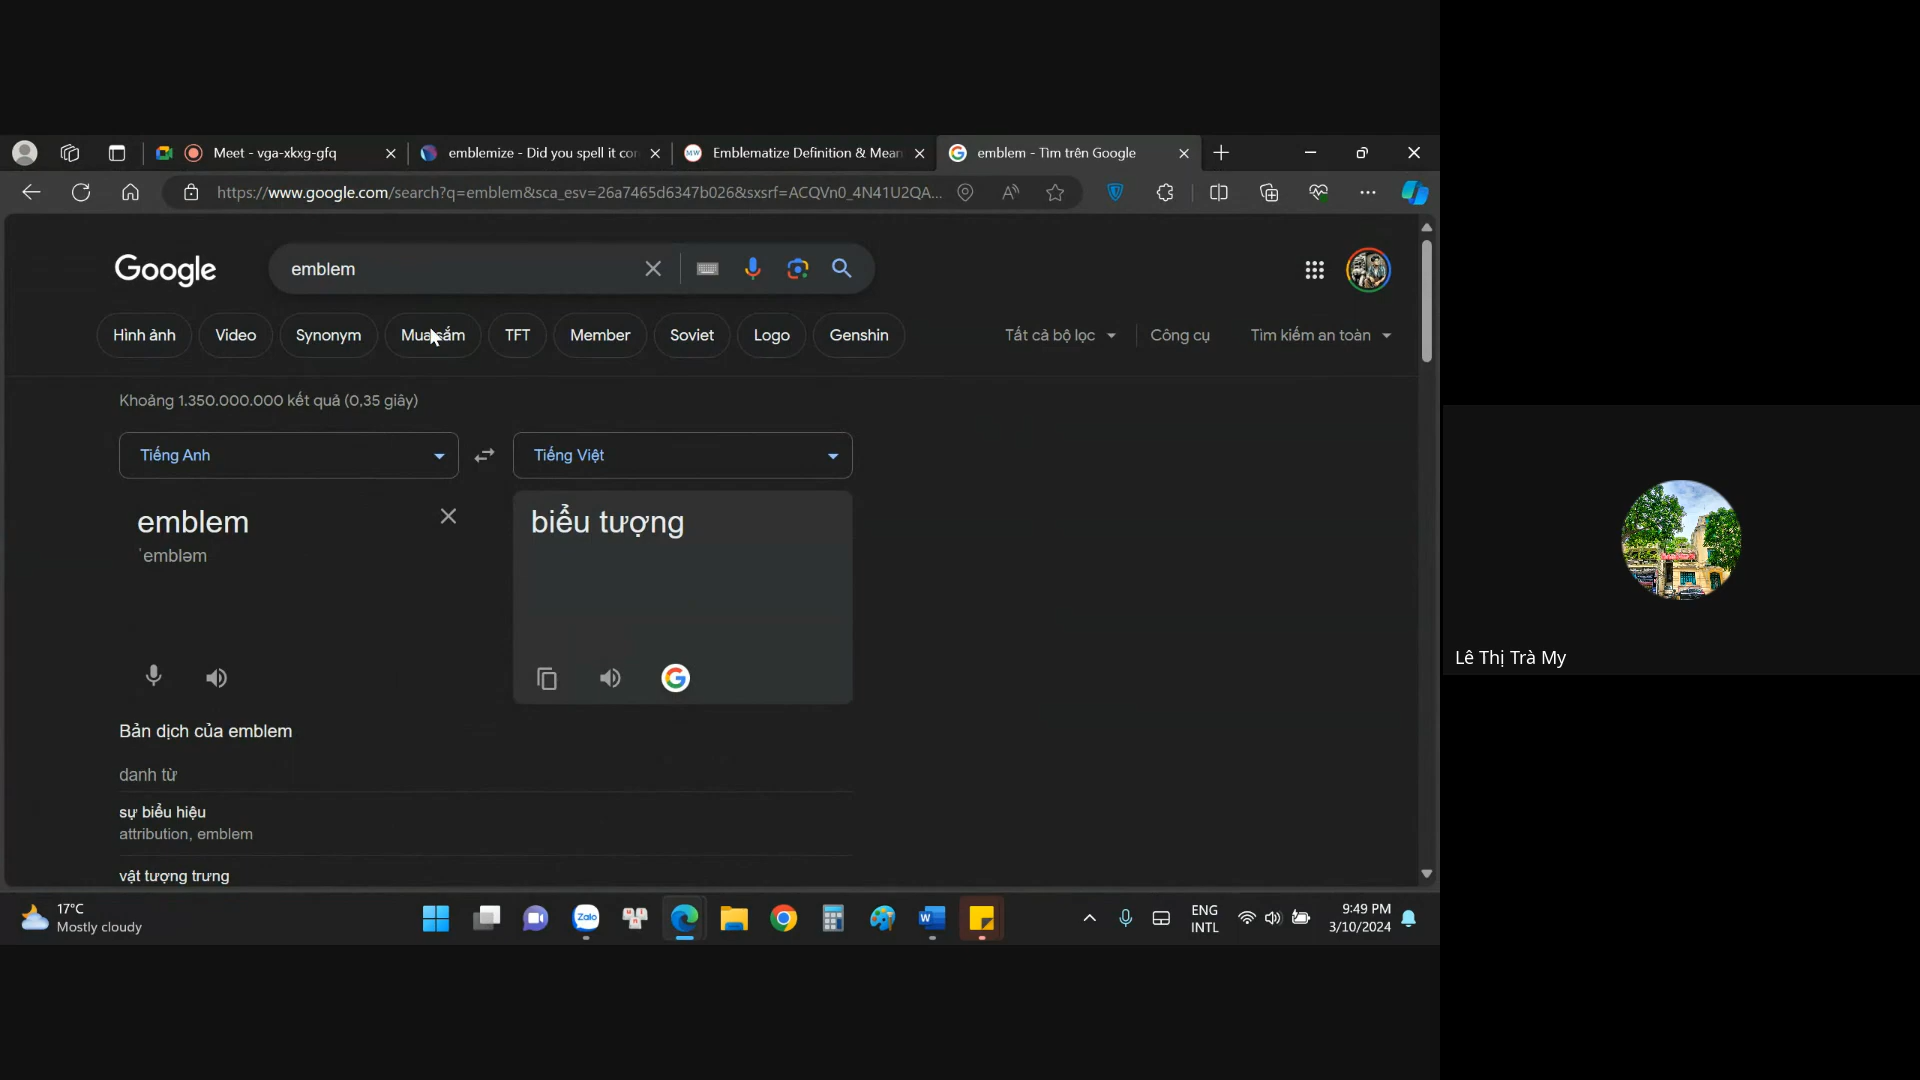 Meet - vga-xkxg-gfq
emblemize - Did you spell it cor
MW
Emblematize Definition & Mean
emblem - Tìm trên Google
https://www.google.com/search?q=emblem&sca_esv=26a7465d6347b026&sxsrf=ACQVn0_4N41U2QA...
Google
emblem
Hình ảnh
Video
Synonym
Mua sắm
TFT
Member
Soviet
Logo
Genshin
Tất cả bộ lọc
Công cụ
Tìm kiếm an toàn
Khoảng 1.350.000.000 kết quả (0,35 giây)
Tiếng Anh
Tiếng Việt
emblem
ˈembləm
biểu tượng
Bản dịch của emblem
danh từ
sự biểu hiệu
attribution, emblem
vật tượng trưng
Lê Thị Trà My
17°C
Mostly cloudy
Zalo
ENG
INTL
9:49 PM
3/10/2024